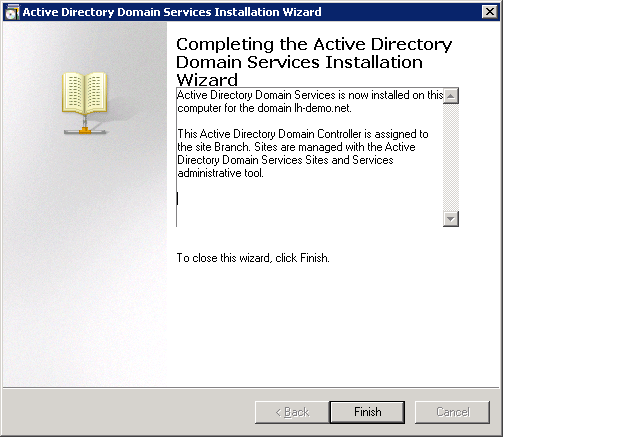 Active Directory Domain Services Installation Wizard
Completing the Active Directory
Domain Services Installation
Wizard
Active Directory Domain Services is now installed on this
computer for the domain lh-demo.net.
This Active Directory Domain Controller is assigned to
the site Branch. Sites are managed with the Active
Directory Domain Services Sites and Services
administrative tool.
To close this wizard, click Finish.
< Back
Finish
Cancel